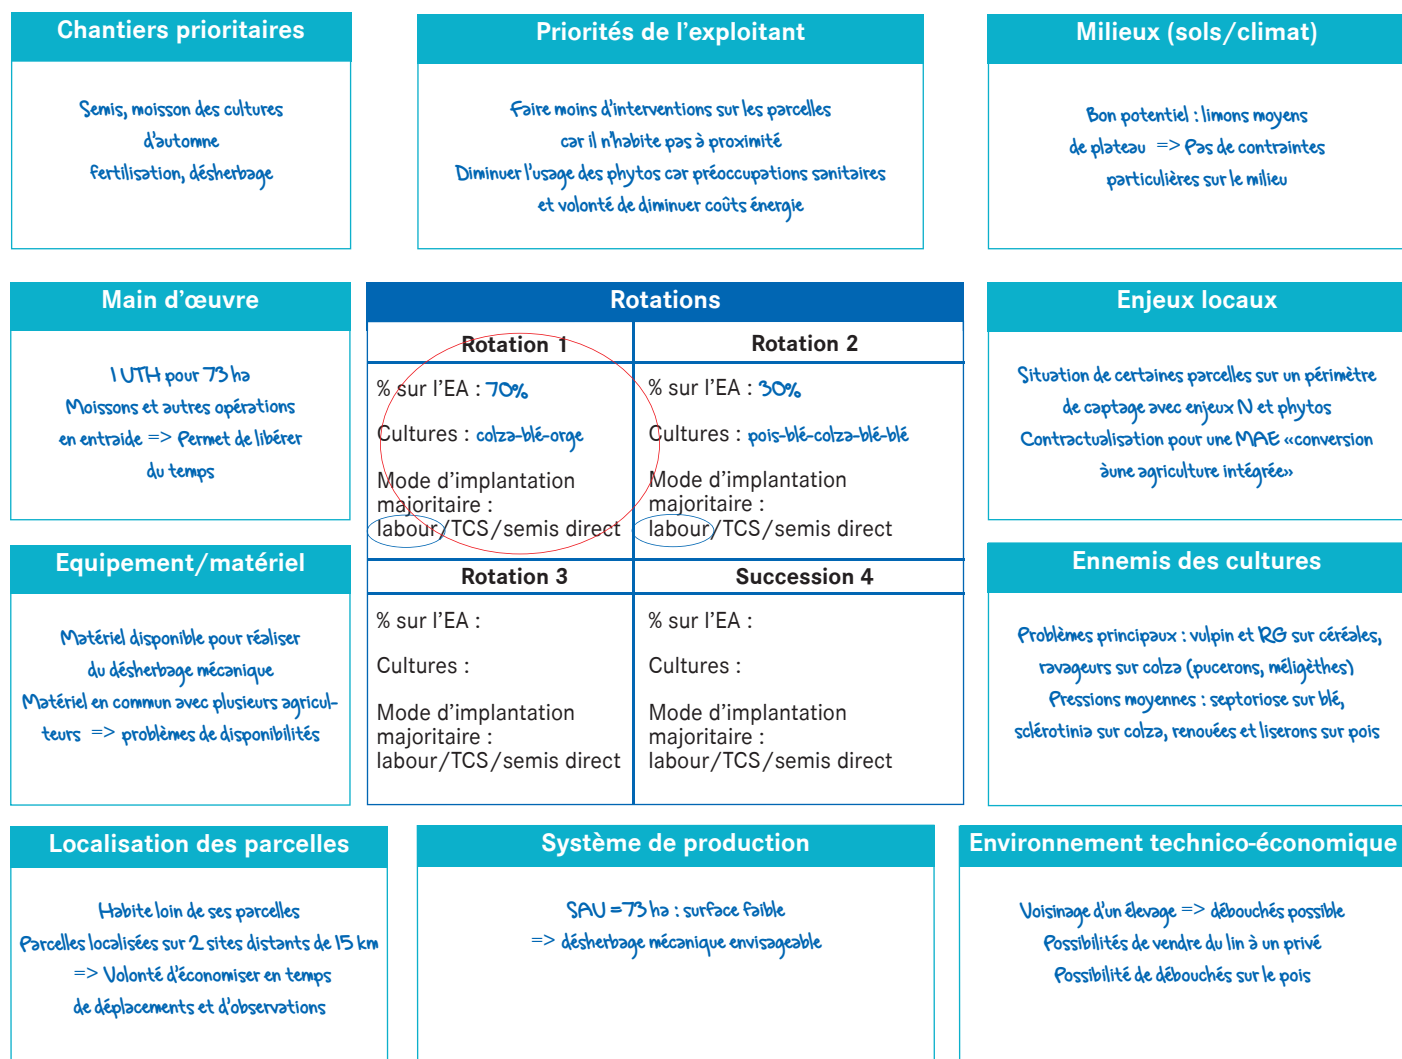 Chantiers prioritaires
Semis, moisson des cultures
d'automne
fertilisation, désherbage
Priorités de l'exploitant
Faire moins d'interventions sur les parcelles
car il n'habite pas à proximité
Diminuer l'usage des phytos car préoccupations sanitaires
et volonté de diminuer coûts énergie
Milieux (sols/climat)
Bon potentiel : limons moyens
de plateau => Pas de contraintes
particulières sur le milieu
Main d'œuvre
1 UTH pour 73 ha
Moissons et autres opérations
en entraide => Permet de libérer
du temps
Rotations
Rotation 1
% sur l'EA : 70%
Cultures : colza-blé-orge
Mode d'implantation
majoritaire :
labour/TCS/semis direct
Rotation 2
% sur l'EA : 30%
Cultures : pois-blé-colza-blé-blé
Mode d'implantation
majoritaire :
labour/TCS/semis direct
Rotation 3
% sur l'EA :
Cultures :
Mode d'implantation
majoritaire :
labour/TCS/semis direct
Succession 4
% sur l'EA :
Cultures :
Mode d'implantation
majoritaire :
labour/TCS/semis direct
Enjeux locaux
Situation de certaines parcelles sur un périmètre
de captage avec enjeux N et phytos
Contractualisation pour une MAE «conversion
àune agriculture intégrée»
Equipement/matériel
Matériel disponible pour réaliser
du désherbage mécanique
Matériel en commun avec plusieurs agricul-
teurs => problèmes de disponibilités
Ennemis des cultures
Problèmes principaux : vulpin et RG sur céréales,
ravageurs sur colza (pucerons, méligèthes)
Pressions moyennes : septoriose sur blé,
sclérotinia sur colza, renouées et liserons sur pois
Localisation des parcelles
Habite loin de ses parcelles
Parcelles localisées sur 2 sites distants de 15 km
=> Volonté d'économiser en temps
de déplacements et d'observations
Système de production
SAU = 73 ha : surface faible
=> désherbage mécanique envisageable
Environnement technico-économique
Voisinage d'un élevage => débouchés possible
Possibilités de vendre du lin à un privé
Possibilité de débouchés sur le pois